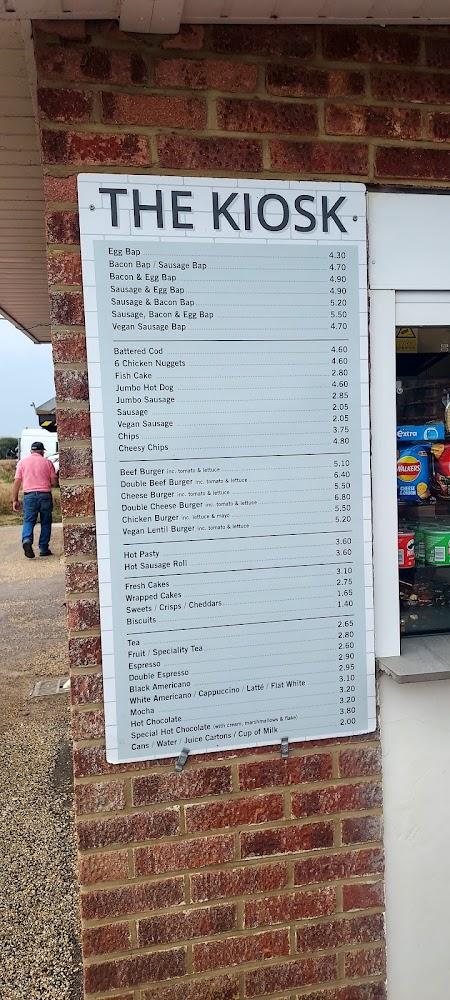 THE KIOSK
Egg Bap 4.30
Bacon Bap / Sausage Bap 4.70
Bacon & Egg Bap 4.90
Sausage & Egg Bap 4.90
Sausage & Bacon Bap 5.20
Sausage, Bacon & Egg Bap 5.50
Vegan Sausage Bap 4.70
Battered Cod 4.60
6 Chicken Nuggets 4.60
Fish Cake 2.80
Jumbo Hot Dog 4.60
Jumbo Sausage 2.85
Sausage 2.05
Vegan Sausage 2.05
Chips 3.75
Cheesy Chips 4.80
Beef Burger inc. tomato & lettuce 5.10
Double Beef Burger inc. tomato & lettuce 6.40
Cheese Burger inc. tomato & lettuce 5.50
Double Cheese Burger inc. tomato & lettuce 6.80
Chicken Burger inc. lettuce & mayo 5.50
Vegan Lentil Burger inc. tomato & lettuce 5.20
Hot Pasty 3.60
Hot Sausage Roll 3.60
Fresh Cakes 3.10
Wrapped Cakes 2.75
Sweets / Crisps / Cheddars 1.65
Biscuits 1.40
Tea 2.65
Fruit / Speciality Tea 2.80
Espresso 2.60
Double Espresso 2.90
Black Americano 2.95
White Americano / Cappuccino / Latté / Flat White 3.10
Mocha 3.20
Hot Chocolate 3.20
Special Hot Chocolate (with cream, marshmallows & flake) 3.80
Cans / Water / Juice Cartons / Cup of Milk 2.00
extra
WALKERS